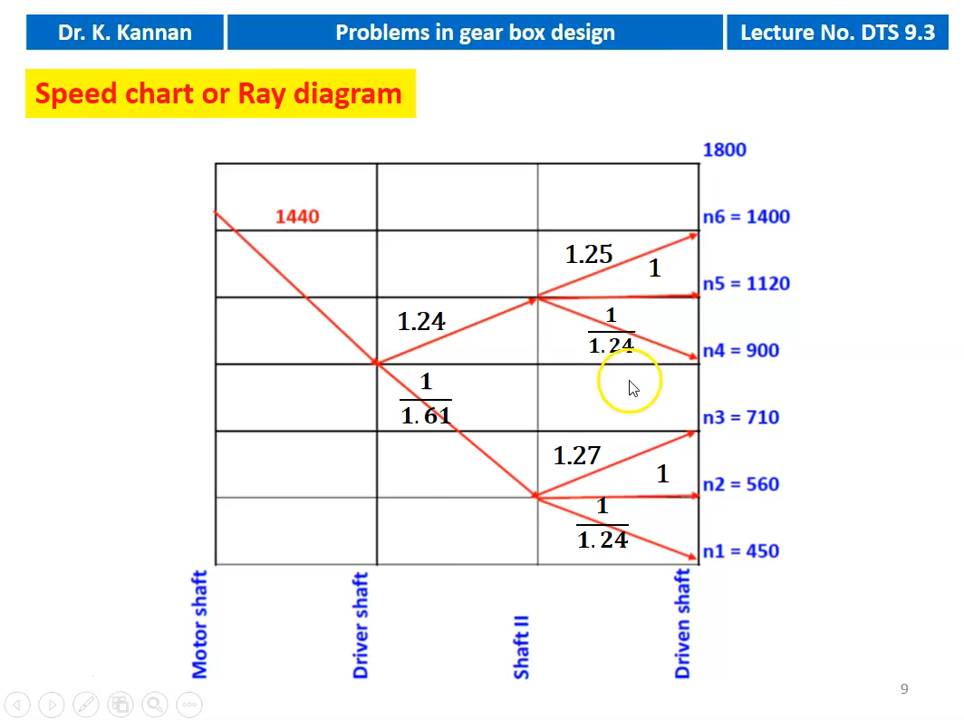 Dr. K. Kannan
Problems in gear box design
Lecture No. DTS 9.3
Speed chart or Ray diagram
1800
1440
n6 = 1400
1.25
1
n5 = 1120
1.24
1
1.24
n4 = 900
1
1.61
n3 = 710
1.27
1
n2 = 560
1
1.24
n1 = 450
Motor shaft
Driver shaft
Shaft II
Driven shaft
9